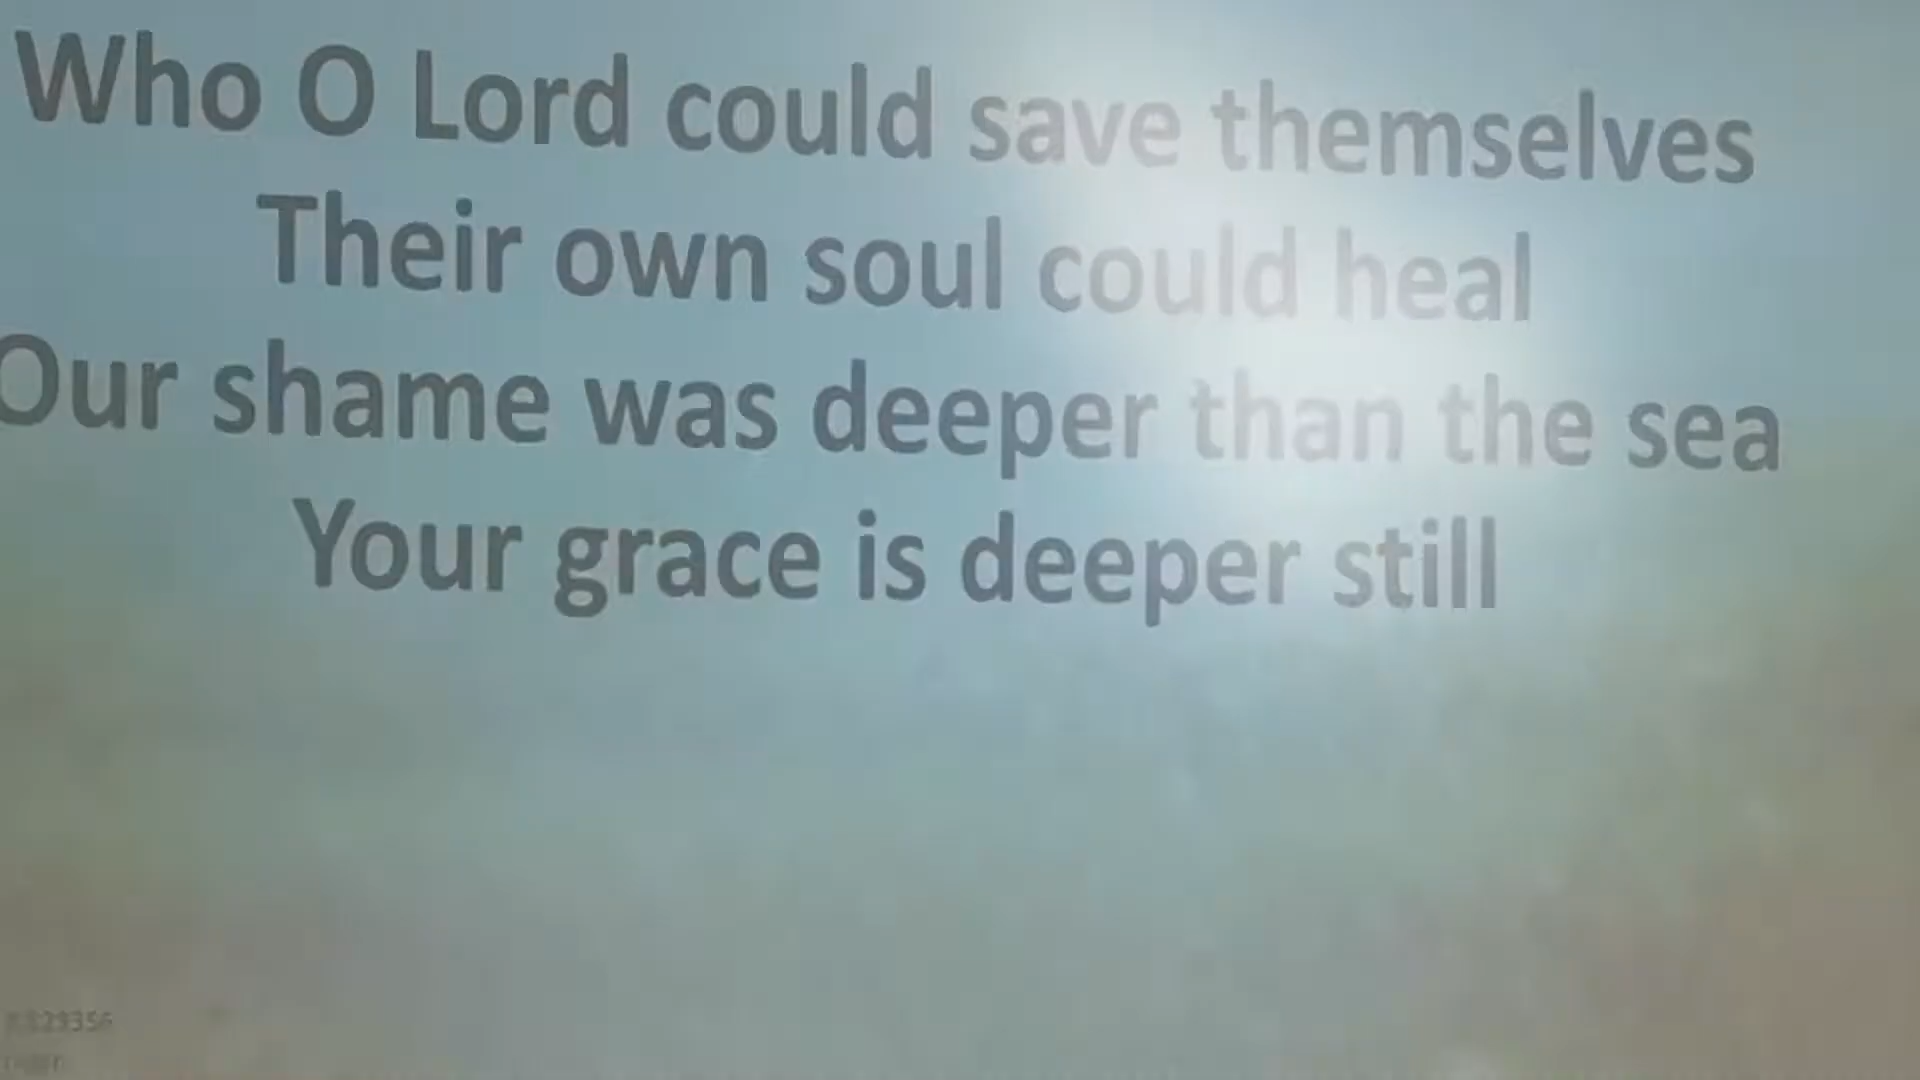 Who O Lord could save themselves
Their own soul could heal
Our shame was deeper than the sea
Your grace is deeper still